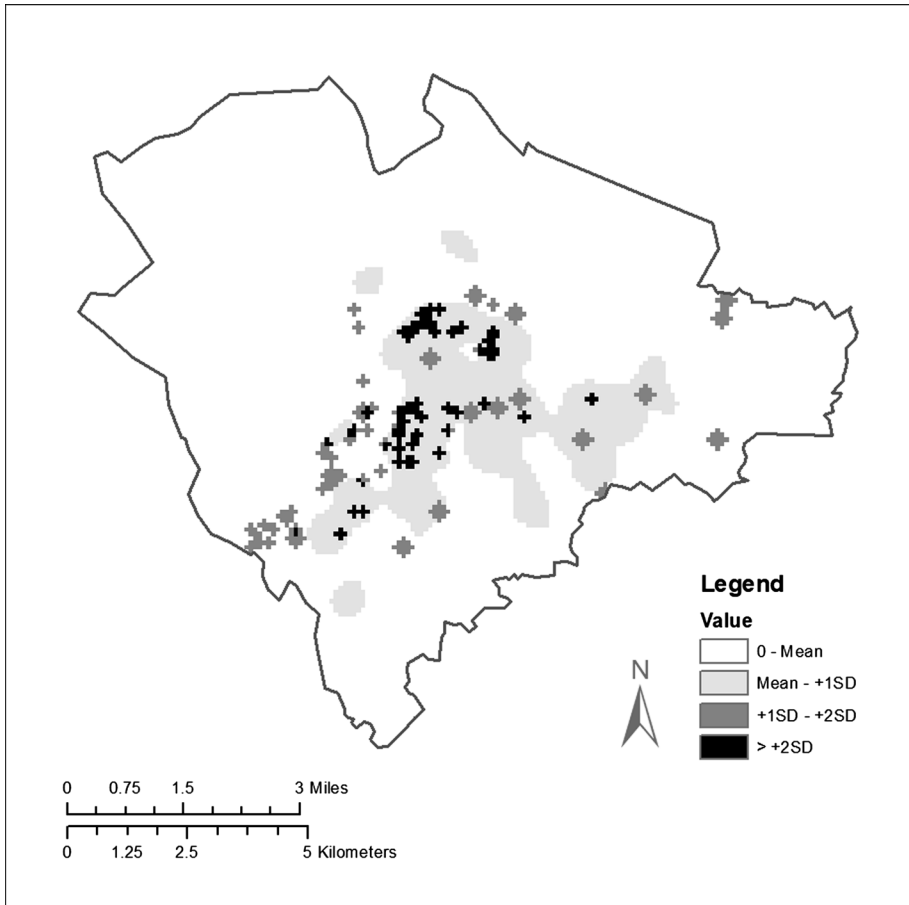 Legend
Value
0 - Mean
Mean - +1SD
+1SD - +2SD
> +2SD
N
0 0.75 1.5 3 Miles
0 1.25 2.5 5 Kilometers